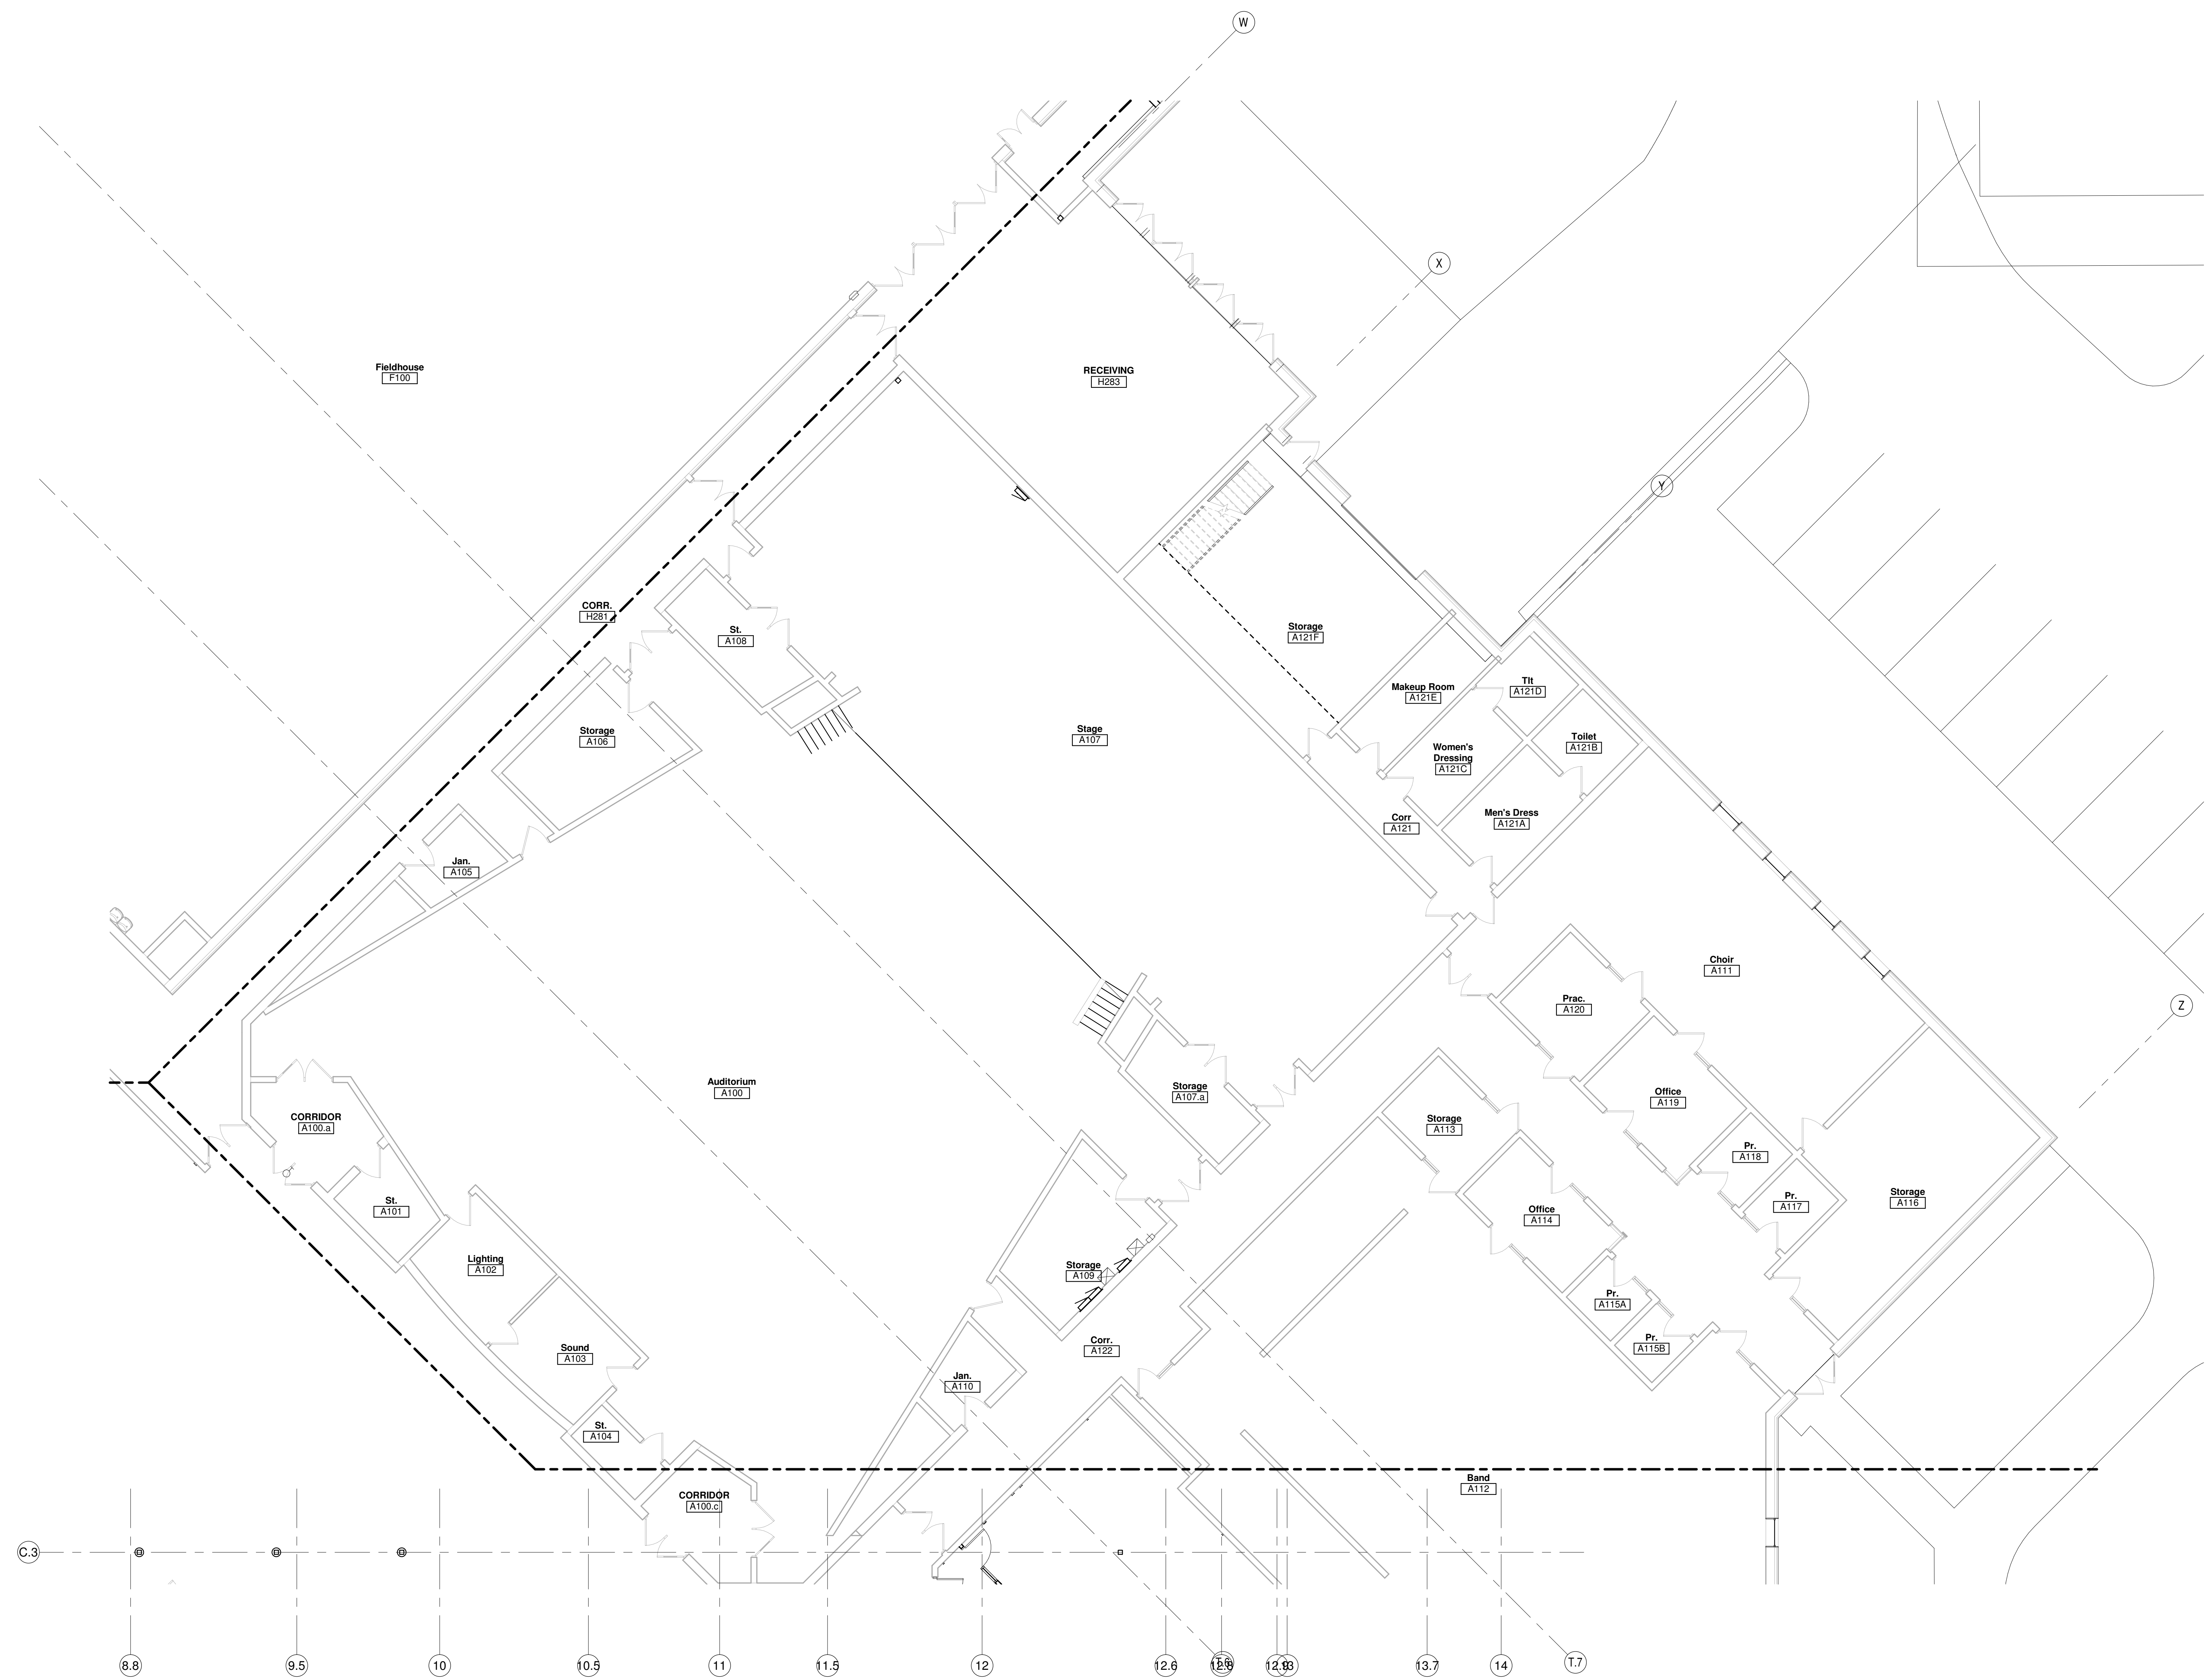 W
X
Fieldhouse
F100
RECEIVING
H283
Y
CORR.
H281
St.
A108
Storage
A121F
Makeup Room
A121E
Tlt
A121D
Storage
A106
Stage
A107
Toilet
A121B
Women's
Dressing
A121C
Men's Dress
A121A
Corr
A121
Jan.
A105
Choir
A111
Prac.
A120
Z
Auditorium
A100
Storage
A107.a
Office
A119
CORRIDOR
A100.a
Storage
A113
Pr.
A118
St.
A101
Pr.
A117
Storage
A116
Office
A114
Lighting
A102
Storage
A109
Pr.
A115A
Sound
A103
Corr.
A122
Pr.
A115B
Jan.
A110
St.
A104
Band
A112
CORRIDOR
A100.c
C.3
8.8
9.5
10
10.5
11
11.5
12
12.6
12.9
13
13.7
14
T.7